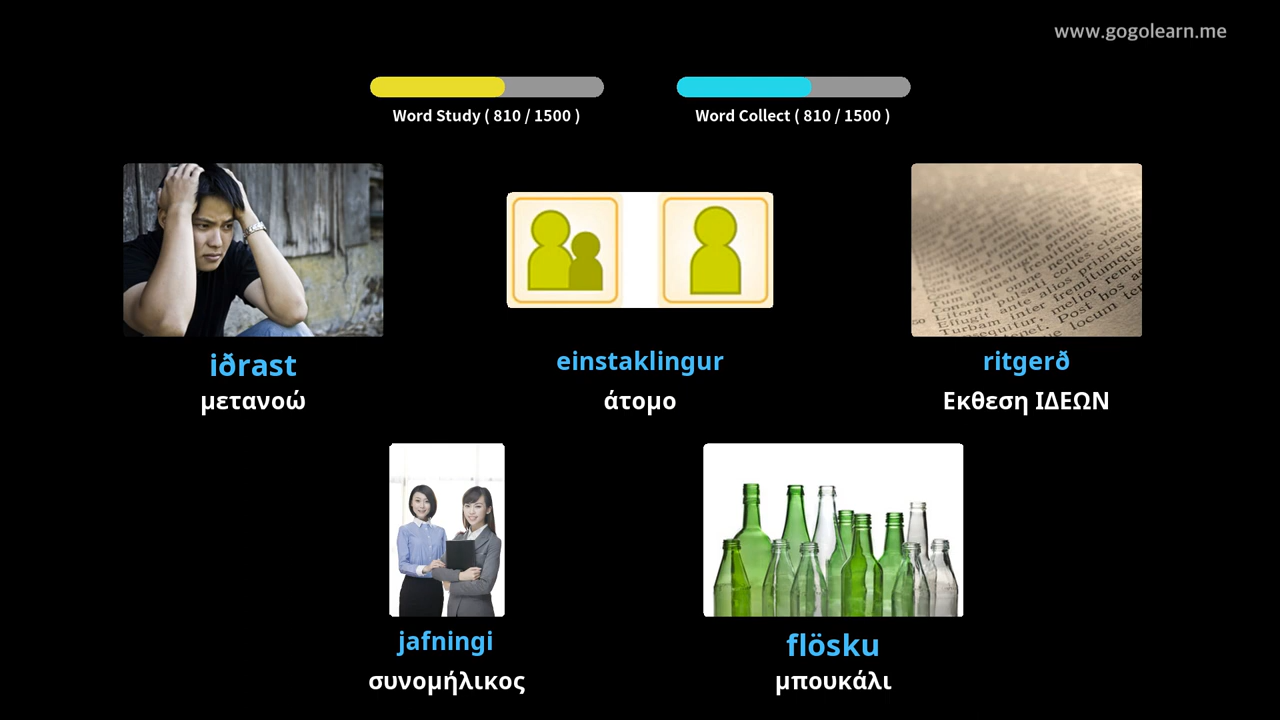 www.gogolearn.me
Word Study ( 810 / 1500 )
Word Collect ( 810 / 1500 )
iðrast
μετανοώ
einstaklingur
άτομο
ritgerð
Εκθεση ΙΔΕΩΝ
jafningi
συνομήλικος
flösku
μπουκάλι